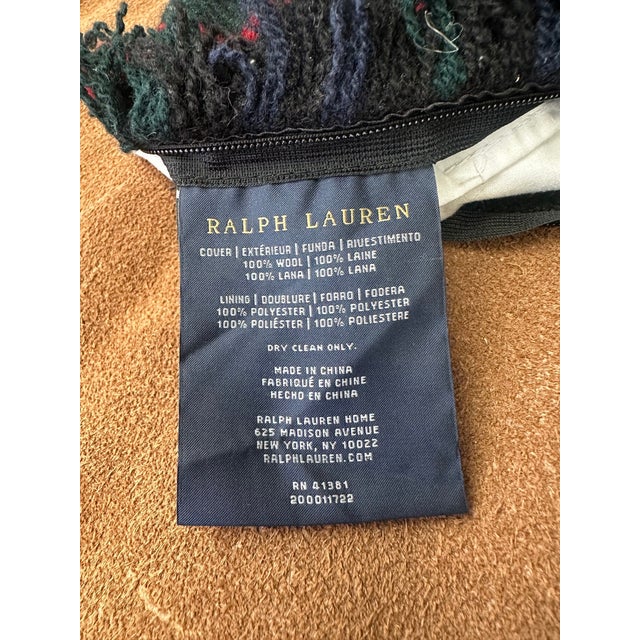 RALPH LAUREN
COVER | EXTÉRIEUR | FUNDA | RIVESTIMENTO
100% WOOL | 100% LAINE
100% LANA | 100% LANA
LINING | DOUBLURE | FORRO | FODERA
100% POLYESTER | 100% POLYESTER
100% POLIÉSTER | 100% POLIESTERE
DRY CLEAN ONLY.
MADE IN CHINA
FABRIQUÉ EN CHINE
HECHO EN CHINA
RALPH LAUREN HOME
625 MADISON AVENUE
NEW YORK, NY 10022
RALPHLAUREN.COM
RN 41381
200011722